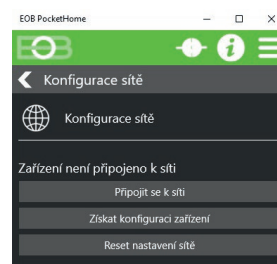 EOB PocketHome
EOB
Konfigurace sítě
Konfigurace sítě
Zařízení není připojeno k síti
Připojit se k síti
Získat konfiguraci zařízení
Reset nastavení sítě